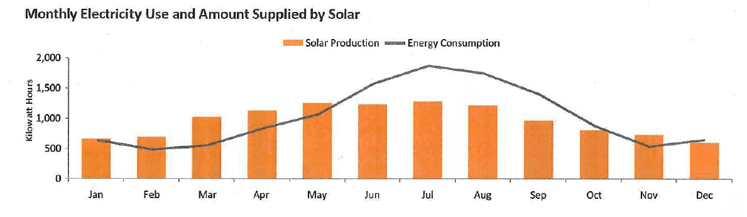 Monthly Electricity Use and Amount Supplied by Solar
Solar Production Energy Consumption
Kilowatt Hours
2,000
1,500
1,000
500
0
Jan Feb Mar Apr May Jun Jul Aug Sep Oct Nov Dec